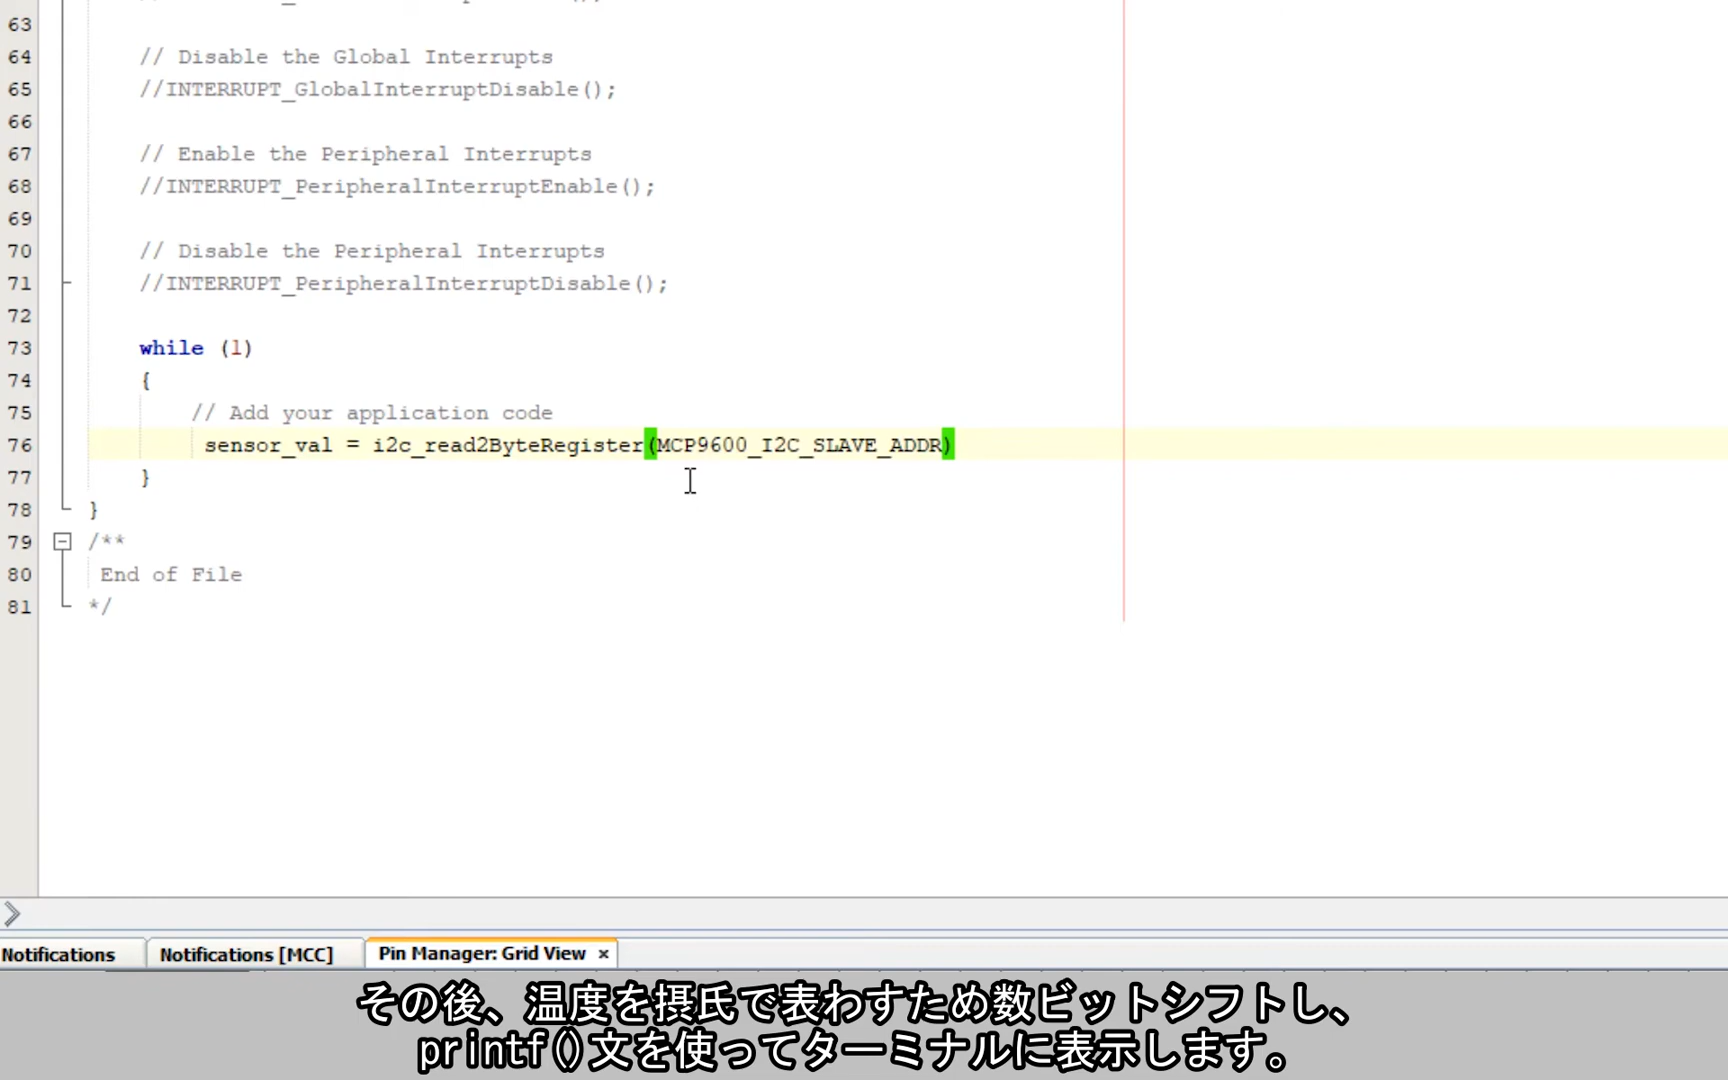 63
64 // Disable the Global Interrupts
65 //INTERRUPT_GlobalInterruptDisable();
66
67 // Enable the Peripheral Interrupts
68 //INTERRUPT_PeripheralInterruptEnable();
69
70 // Disable the Peripheral Interrupts
71 //INTERRUPT_PeripheralInterruptDisable();
72
73 while (1)
74 {
75 // Add your application code
76 sensor_val = i2c_read2ByteRegister(MCP9600_I2C_SLAVE_ADDR)
77 }
78 }
79 /**
80 End of File
81 */
Notifications Notifications [MCC] Pin Manager: Grid View ×
その後、温度を摂氏で表わすため数ビットシフトし、
printf()文を使ってターミナルに表示します。